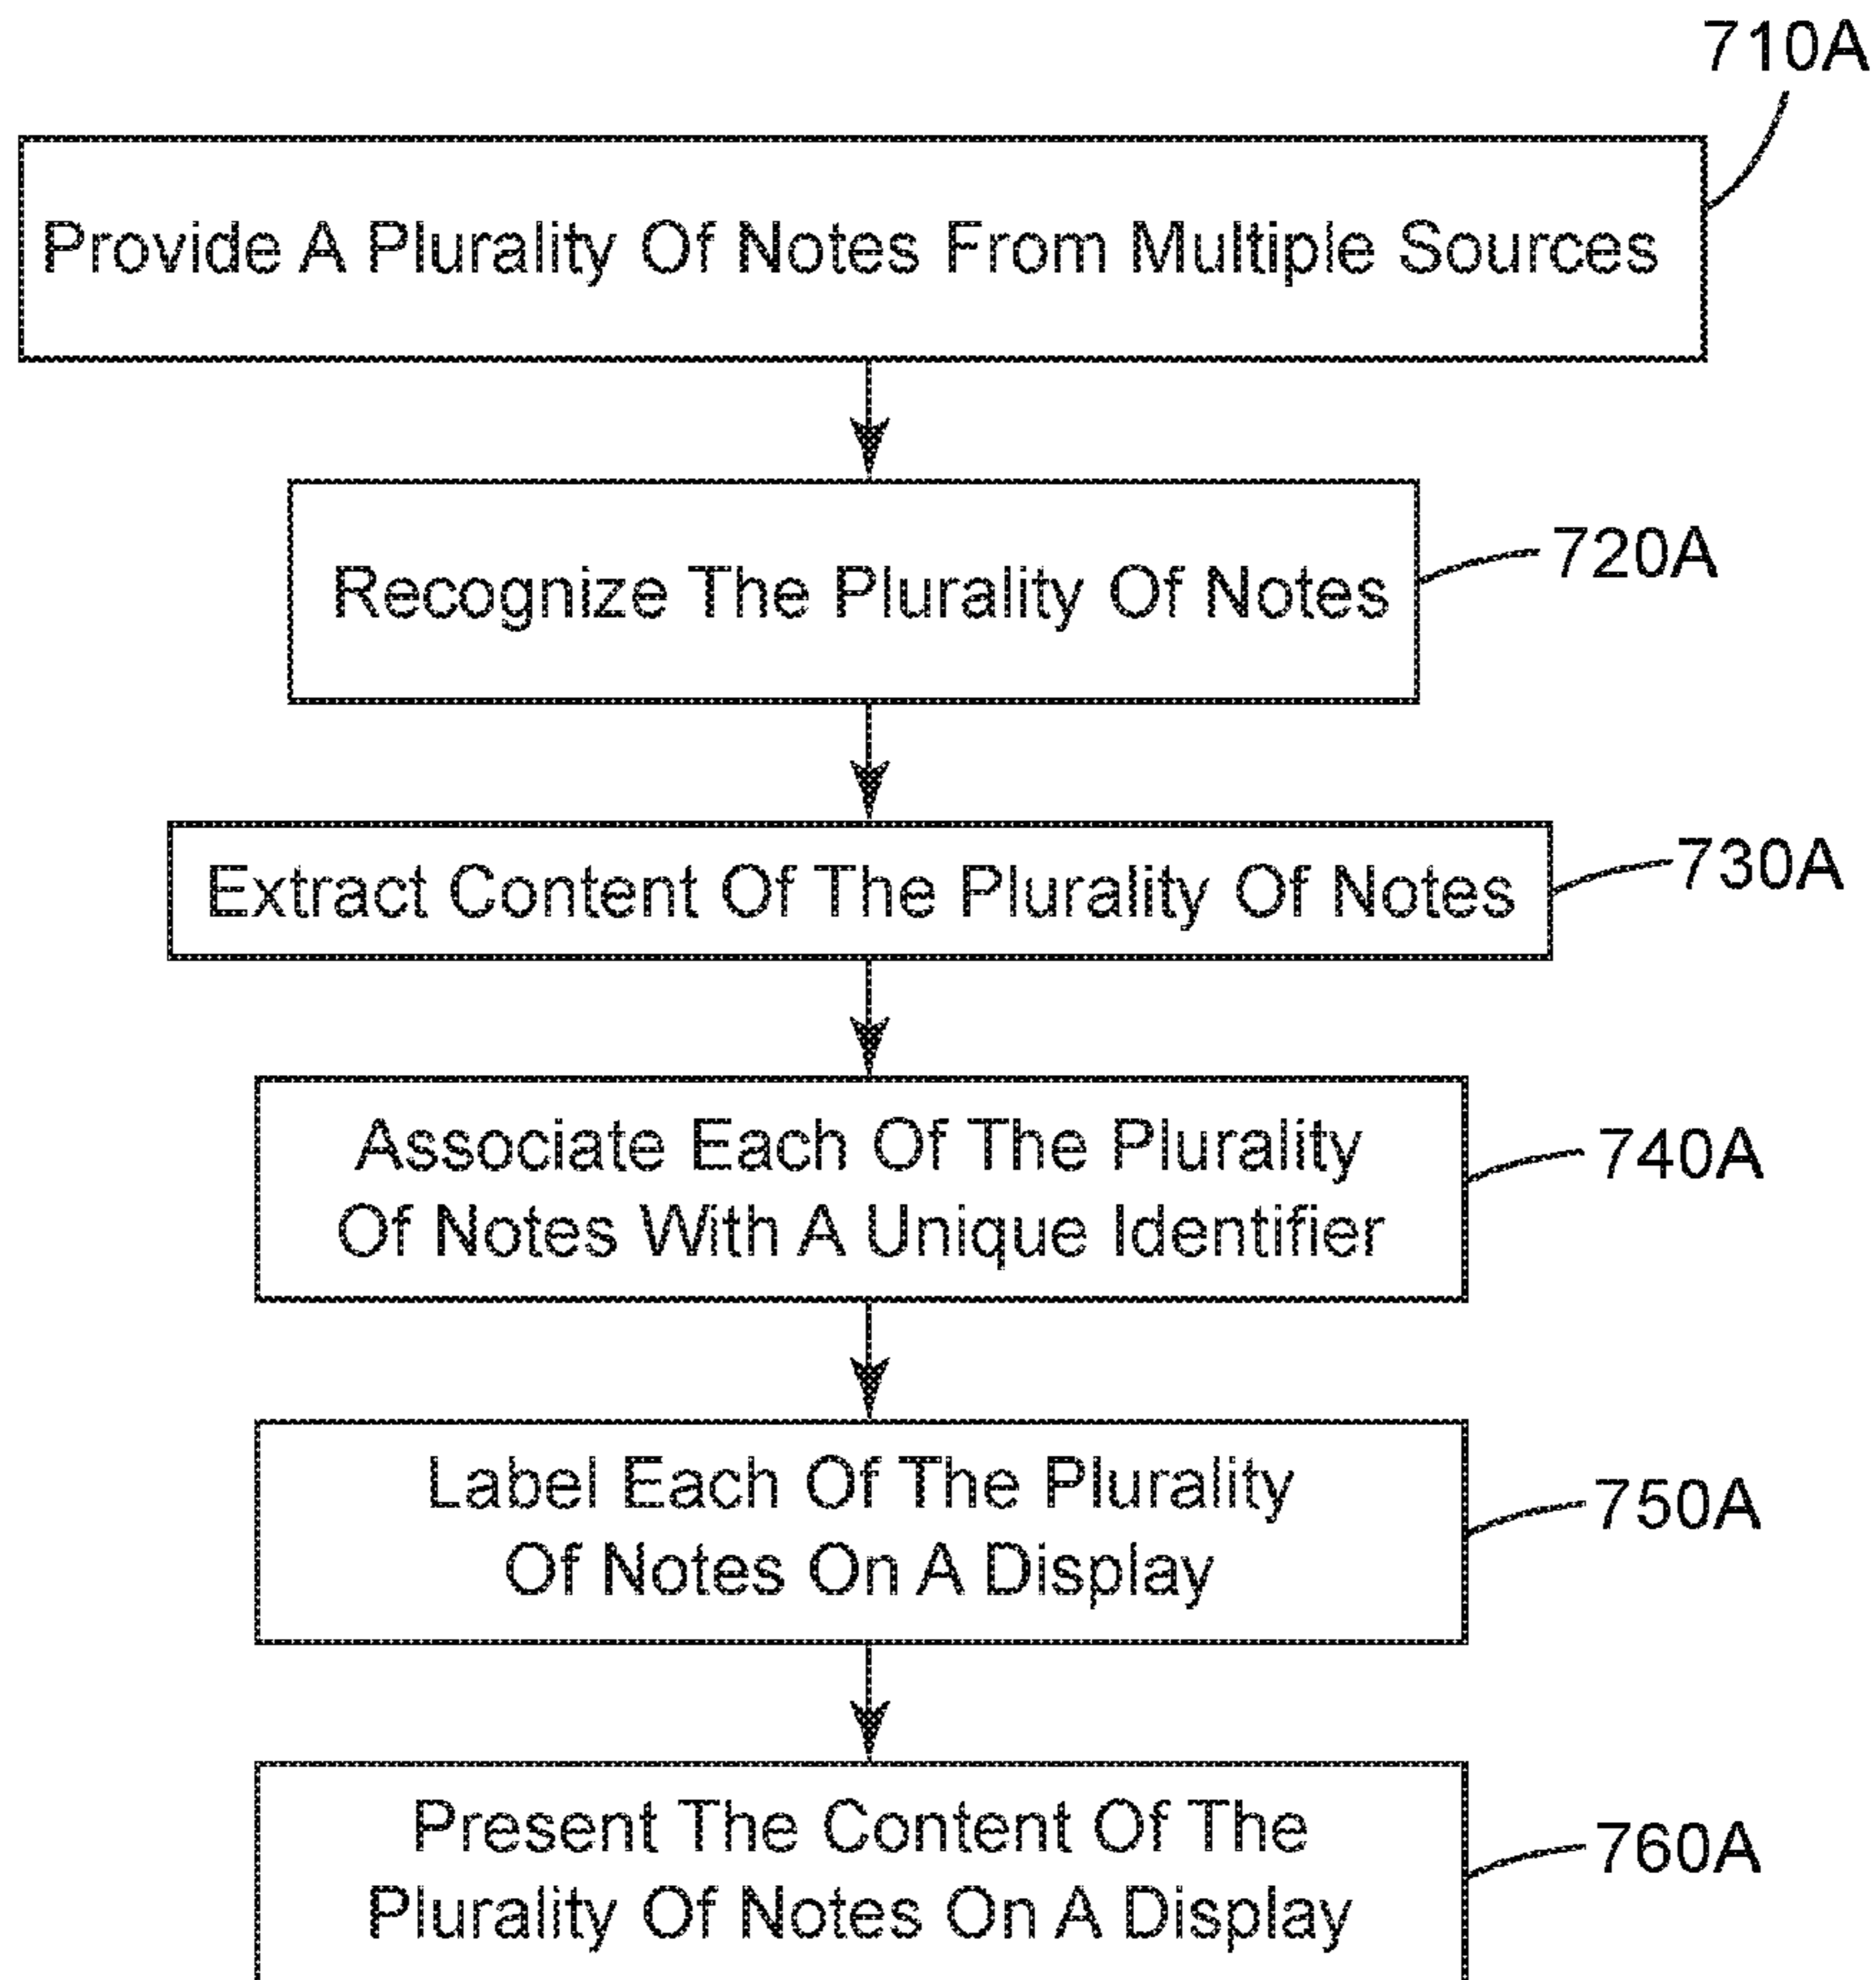 710A
Provide A Plurality Of Notes From Multiple Sources
720A
Recognize The Plurality Of Notes
730A
Extract Content Of The Plurality Of Notes
Associate Each Of The Plurality
740A
Of Notes With A Unique Identifier
Label Each Of The Plurality
750A
Of Notes On A Display
Present The Content Of The
760A
Plurality Of Notes On A Display